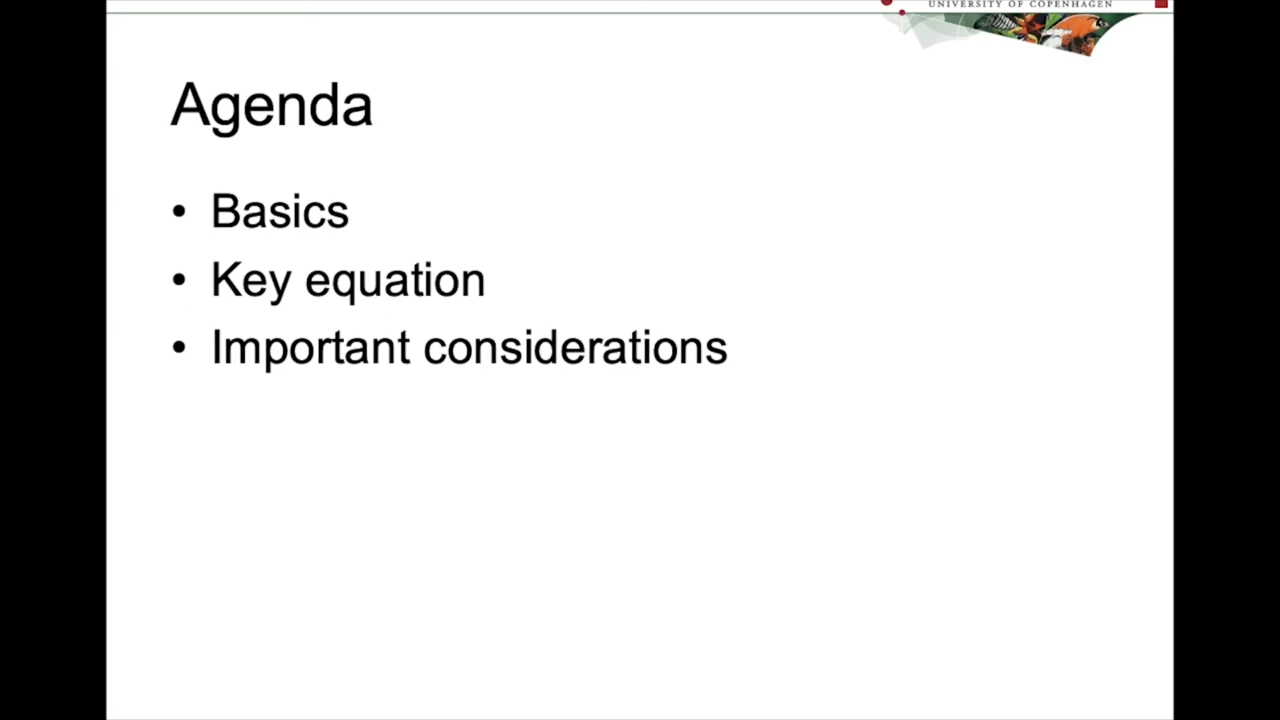 UNIVERSITY OF COPENHAGEN
Agenda
• Basics
• Key equation
• Important considerations